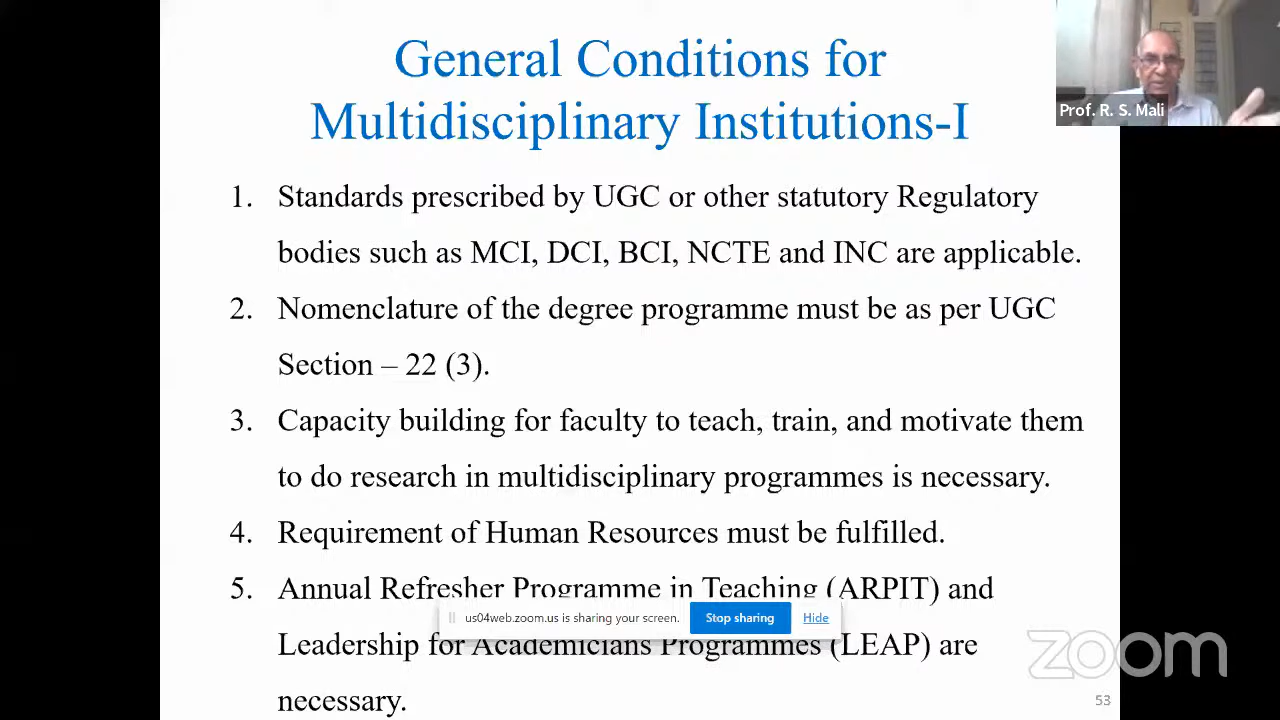 General Conditions for
Multidisciplinary Institutions-I
Prof. R. S. Mali
1. Standards prescribed by UGC or other statutory Regulatory
bodies such as MCI, DCI, BCI, NCTE and INC are applicable.
2. Nomenclature of the degree programme must be as per UGC
Section – 22 (3).
3. Capacity building for faculty to teach, train, and motivate them
to do research in multidisciplinary programmes is necessary.
4. Requirement of Human Resources must be fulfilled.
5. Annual Refresher Programme in Teaching (ARPIT) and
us04web.zoom.us is sharing your screen. Stop sharing Hide
Leadership for Academicians Programmes (LEAP) are
necessary.
zoom
53